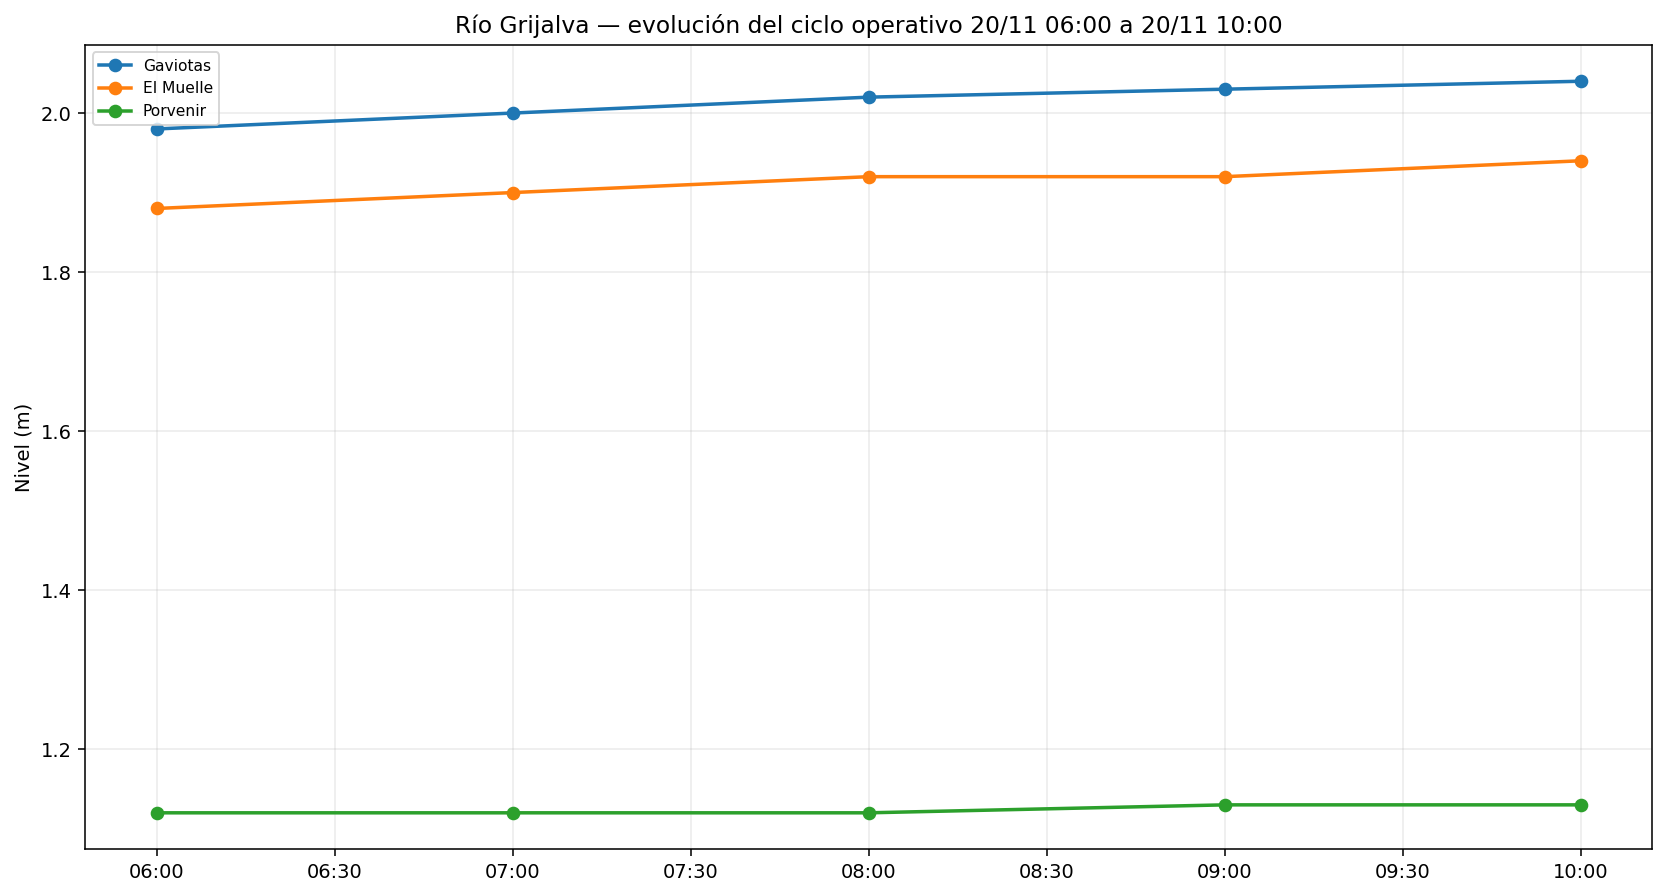 Río Grijalva — evolución del ciclo operativo 20/11 06:00 a 20/11 10:00
Gaviotas
El Muelle
Porvenir
Nivel (m)
2.0
1.8
1.6
1.4
1.2
06:00 06:30 07:00 07:30 08:00 08:30 09:00 09:30 10:00